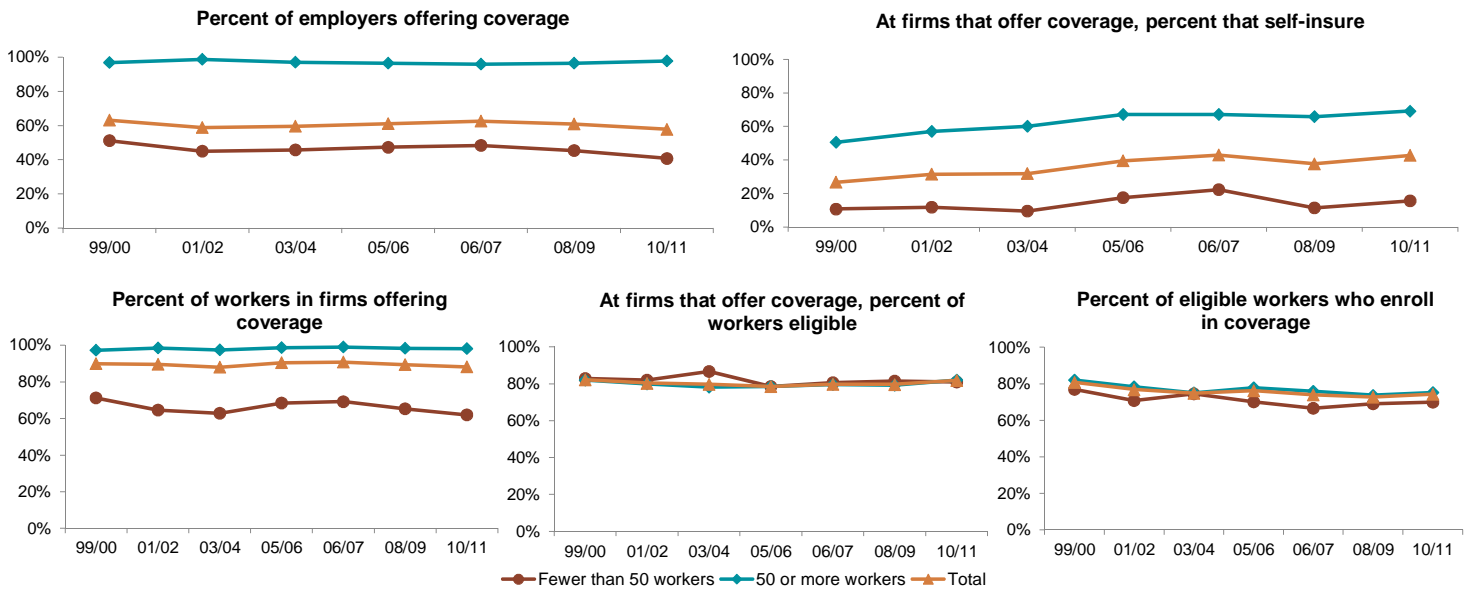 Percent of employers offering coverage
100%
80%
60%
40%
20%
0%
99/00 01/02 03/04 05/06 06/07 08/09 10/11
At firms that offer coverage, percent that self-insure
100%
80%
60%
40%
20%
0%
99/00 01/02 03/04 05/06 06/07 08/09 10/11
Percent of workers in firms offering
coverage
100%
80%
60%
40%
20%
0%
99/00 01/02 03/04 05/06 06/07 08/09 10/11
At firms that offer coverage, percent of
workers eligible
100%
80%
60%
40%
20%
0%
99/00 01/02 03/04 05/06 06/07 08/09 10/11
Percent of eligible workers who enroll
in coverage
100%
80%
60%
40%
20%
0%
99/00 01/02 03/04 05/06 06/07 08/09 10/11
Fewer than 50 workers 50 or more workers Total